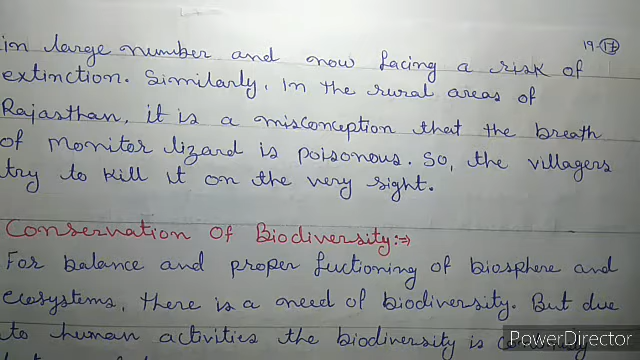 19-17
in large number and now facing a risk of
extinction. Similarly, In the rural areas of
Rajasthan, it is a misconception that the breath
of Monitor lizard is poisonous. So, the villagers
try to kill it on the very sight.
Conservation of Biodiversity:⇒
For balance and proper fuctioning of biosphere and
ecosystems, there is a need of biodiversity. But due
to human activities the biodiversity is
PowerDirector